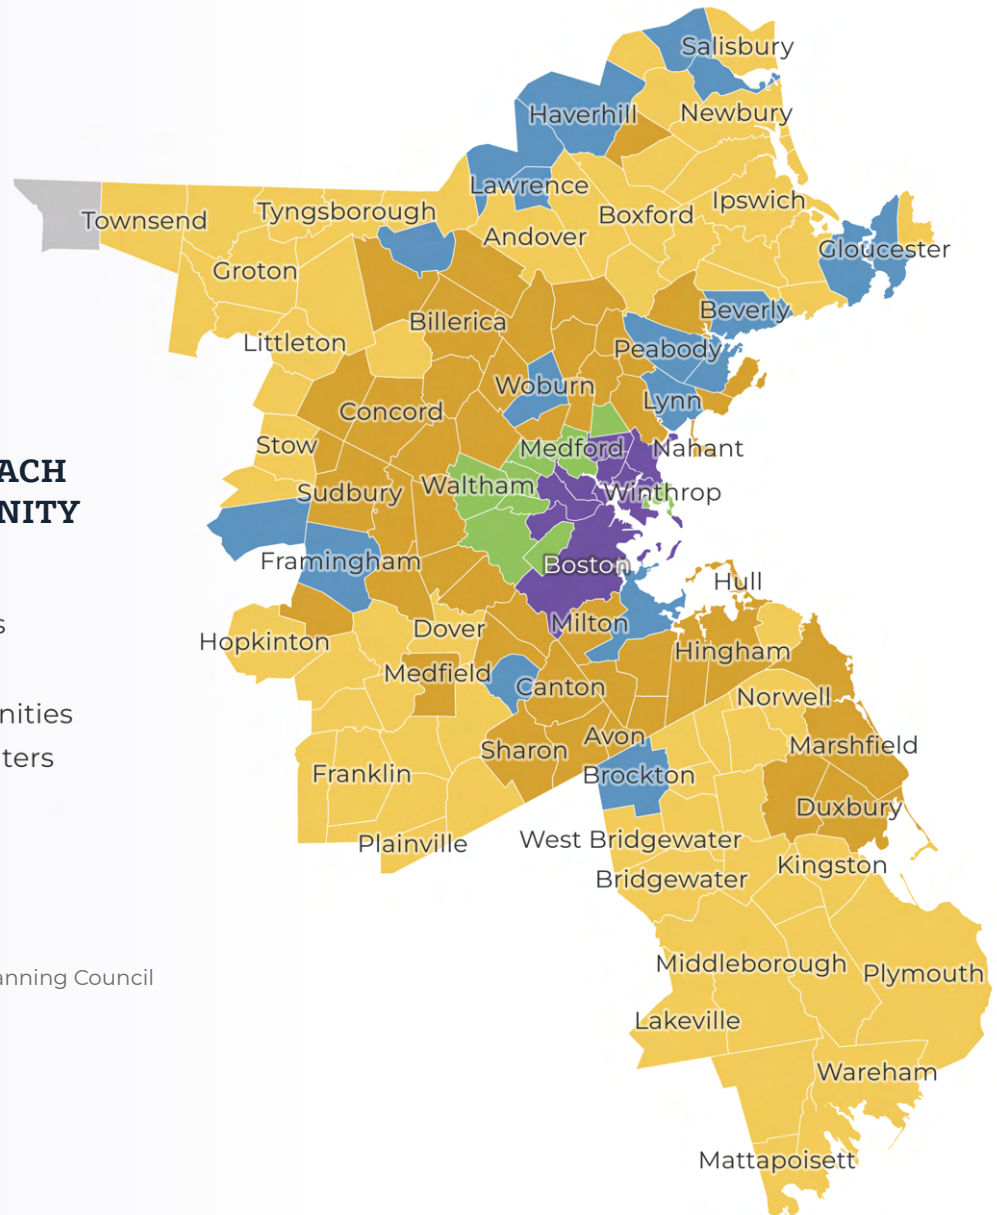 Salisbury
Haverhill
Newbury
Lawrence
Ipswich
Townsend
Tyngsborough
Boxford
Andover
Gloucester
Groton
Billerica
Beverly
Littleton
Peabody
Woburn
Lynn
Concord
Stow
Medford
Nahant
ACH
Sudbury
Waltham
Winthrop
NITY
Framingham
Boston
Hull
s
Hopkinton
Dover
Milton
Hingham
Medfield
Canton
Norwell
nities
Sharon
Avon
Marshfield
ters
Franklin
Brockton
Duxbury
Plainville
West Bridgewater
Kingston
Bridgewater
Middleborough
Plymouth
anning Council
Lakeville
Wareham
Mattapoisett